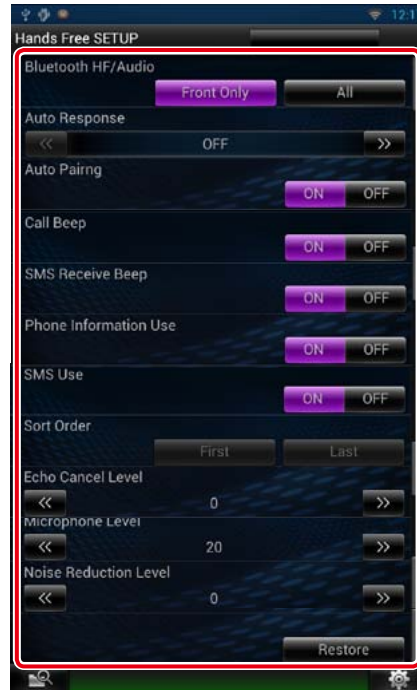 12:1
Hands Free SETUP
Bluetooth HF/Audio
Front Only All
Auto Response
<< OFF >>
Auto Pairng
ON OFF
Call Beep
ON OFF
SMS Receive Beep
ON OFF
Phone Information Use
ON OFF
SMS Use
ON OFF
Sort Order
First Last
Echo Cancel Level
<< 0 >>
Microphone Level
<< 20 >>
Noise Reduction Level
<< 0 >>
Restore